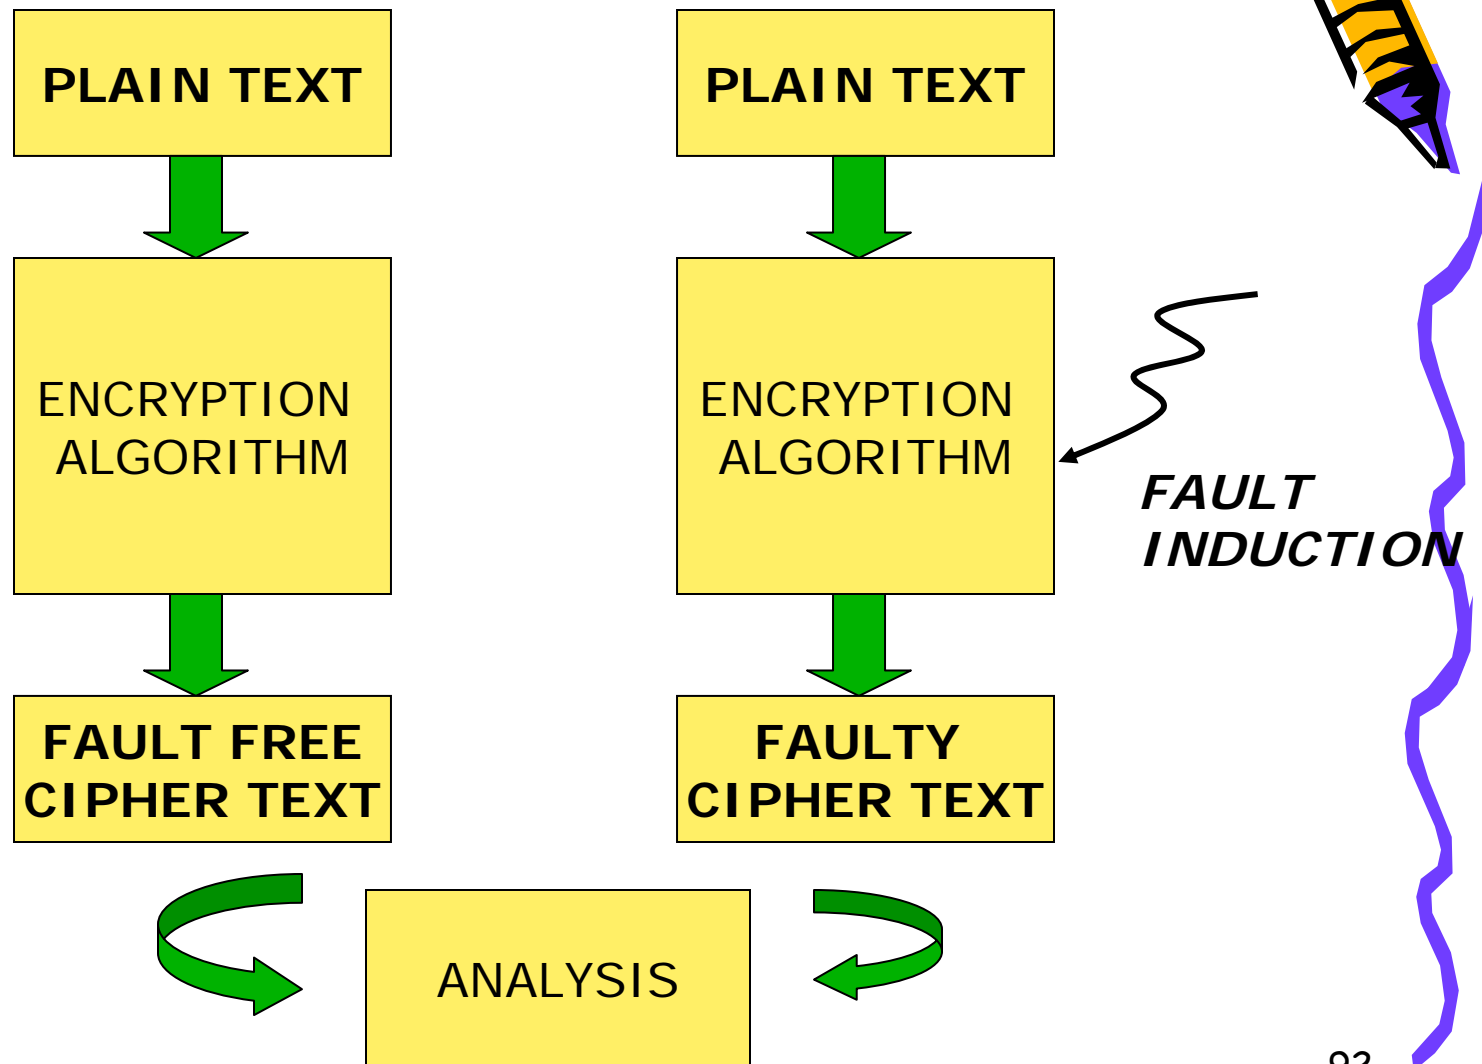 PLAIN TEXT
PLAIN TEXT
ENCRYPTION
ALGORITHM
ENCRYPTION
ALGORITHM
FAULT
INDUCTION
FAULT FREE
CIPHER TEXT
FAULTY
CIPHER TEXT
ANALYSIS